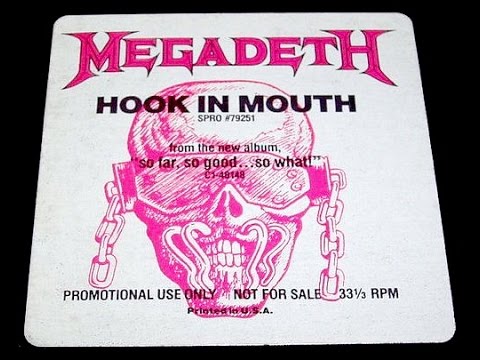 MEGADETH
HOOK IN MOUTH
SPRO #79251
from the new album,
"so far, so good...so what!"
C1-48148
PROMOTIONAL USE ONLY NOT FOR SALE 33⅓ RPM
Printed in U.S.A.